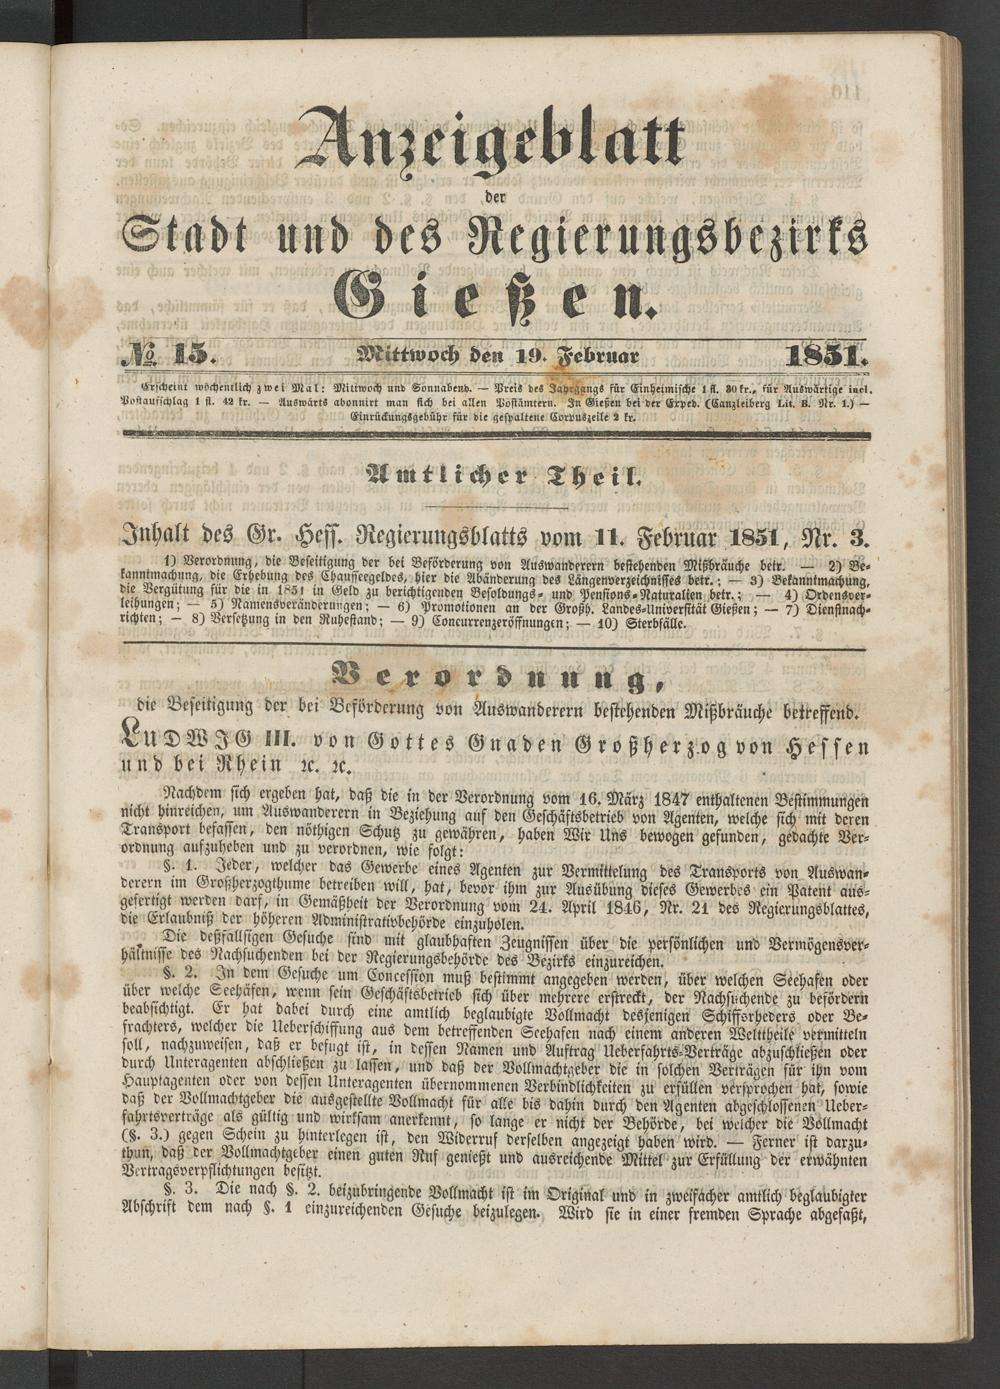 Anzeigeblatt
der
Stadt und des Regierungsbezirks
Gießen.
№ 15. Mittwoch den 19. Februar 1851.
Erscheint wöchentlich zwei Mal: Mittwoch und Sonnabend. — Preis des Jahrgangs für Einheimische 1 fl. 30 kr., für Auswärtige incl.
Postaufschlag 1 fl. 42 kr. — Auswärts abonnirt man sich bei allen Postämtern. In Gießen bei der Exped. (Canzleiberg Lit. B. Nr. 1.) —
Einrückungsgebühr für die gespaltene Corpuszeile 2 kr.
Amtlicher Theil.
Inhalt des Gr. Hess. Regierungsblatts vom 11. Februar 1851, Nr. 3.
1) Verordnung, die Beseitigung der bei Beförderung von Auswanderern bestehenden Mißbräuche betr. — 2) Be-
kanntmachung, die Erhebung des Chausseegeldes, hier die Abänderung des Längenverzeichnisses betr.; — 3) Bekanntmachung,
die Vergütung für die in 1851 in Geld zu berichtigenden Besoldungs- und Pensions-Naturalien betr.; — 4) Ordensver-
leihungen; — 5) Namensveränderungen; — 6) Promotionen an der Großh. Landes-Universität Gießen; — 7) Dienstnach-
richten; — 8) Versetzung in den Ruhestand; — 9) Concurrenzeröffnungen; — 10) Sterbfälle.
Verordnung,
die Beseitigung der bei Beförderung von Auswanderern bestehenden Mißbräuche betreffend.
LUDWIG III. von Gottes Gnaden Großherzog von Hessen
und bei Rhein ꝛc. ꝛc.
Nachdem sich ergeben hat, daß die in der Verordnung vom 16. März 1847 enthaltenen Bestimmungen
nicht hinreichen, um Auswanderern in Beziehung auf den Geschäftsbetrieb von Agenten, welche sich mit deren
Transport befassen, den nöthigen Schutz zu gewähren, haben Wir Uns bewogen gefunden, gedachte Ver-
ordnung aufzuheben und zu verordnen, wie folgt:
§. 1. Jeder, welcher das Gewerbe eines Agenten zur Vermittelung des Transports von Auswan-
derern im Großherzogthume betreiben will, hat, bevor ihm zur Ausübung dieses Gewerbes ein Patent aus-
gefertigt werden darf, in Gemäßheit der Verordnung vom 24. April 1846, Nr. 21 des Regierungsblattes,
die Erlaubniß der höheren Administrativbehörde einzuholen.
Die deßfallsigen Gesuche sind mit glaubhaften Zeugnissen über die persönlichen und Vermögensver-
hältnisse des Nachsuchenden bei der Regierungsbehörde des Bezirks einzureichen.
§. 2. In dem Gesuche um Concession muß bestimmt angegeben werden, über welchen Seehafen oder
über welche Seehäfen, wenn sein Geschäftsbetrieb sich über mehrere erstreckt, der Nachsuchende zu befördern
beabsichtigt. Er hat dabei durch eine amtlich beglaubigte Vollmacht desjenigen Schiffsrheders oder Be-
frachters, welcher die Ueberschiffung aus dem betreffenden Seehafen nach einem anderen Welttheile vermitteln
soll, nachzuweisen, daß er befugt ist, in dessen Namen und Auftrag Ueberfahrts-Verträge abzuschließen oder
durch Unteragenten abschließen zu lassen, und daß der Vollmachtgeber die in solchen Verträgen für ihn vom
Hauptagenten oder von dessen Unteragenten übernommenen Verbindlichkeiten zu erfüllen versprochen hat, sowie
daß der Vollmachtgeber die ausgestellte Vollmacht für alle bis dahin durch den Agenten abgeschlossenen Ueber-
fahrtsverträge als gültig und wirksam anerkennt, so lange er nicht der Behörde, bei welcher die Vollmacht
(§. 3.) gegen Schein zu hinterlegen ist, den Widerruf derselben angezeigt haben wird. — Ferner ist darzu-
thun, daß der Vollmachtgeber einen guten Ruf genießt und ausreichende Mittel zur Erfüllung der erwähnten
Vertragsverpflichtungen besitzt.
§. 3. Die nach §. 2. beizubringende Vollmacht ist im Original und in zweifacher amtlich beglaubigter
Abschrift dem nach §. 1 einzureichenden Gesuche beizulegen. Wird sie in einer fremden Sprache abgefaßt,